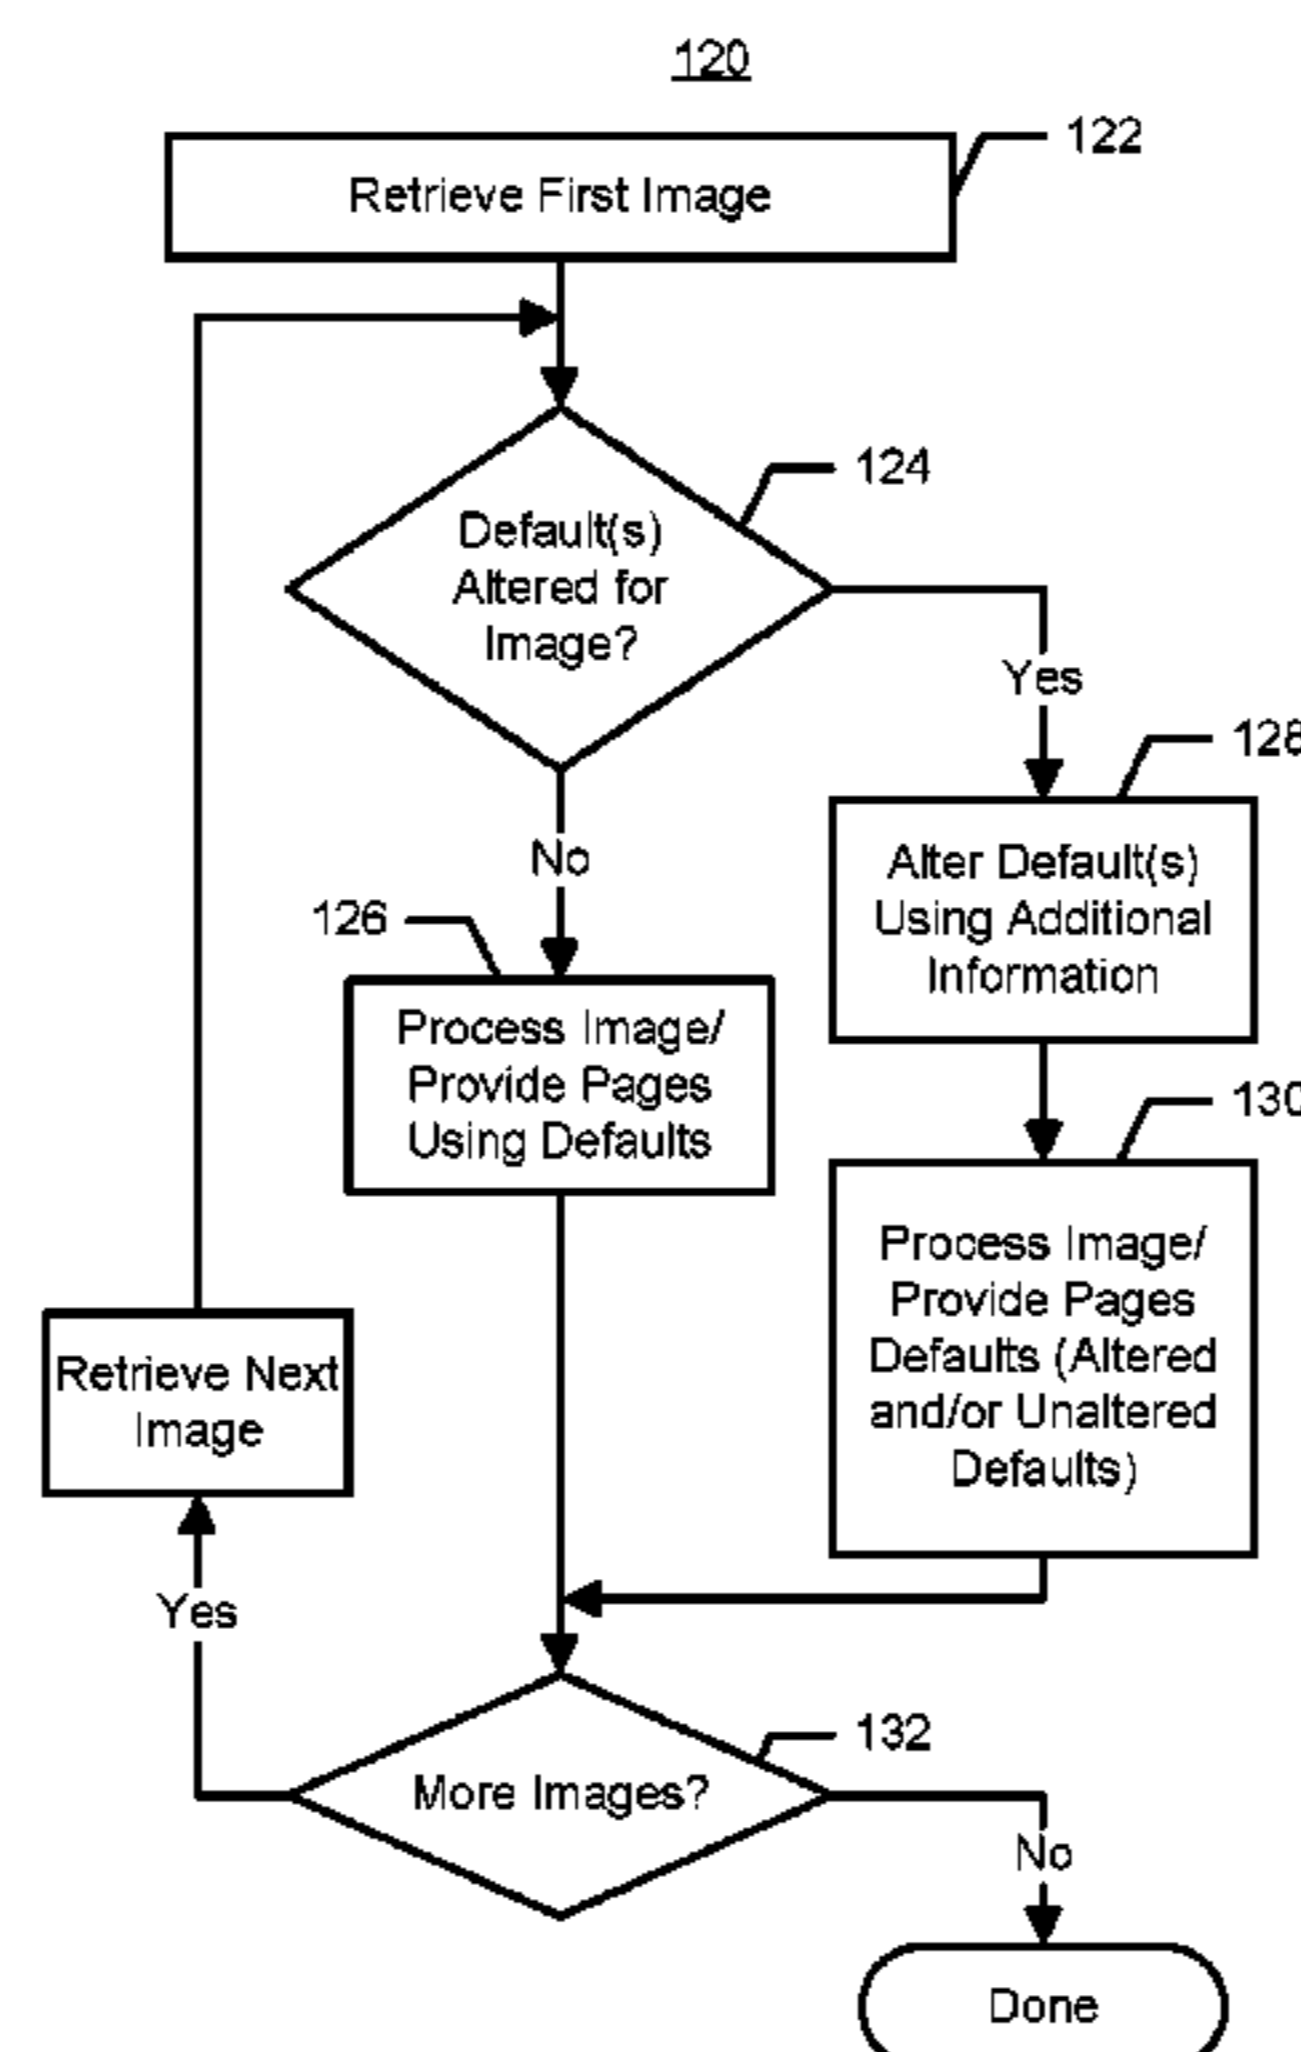 120
122
Retrieve First Image
124
Default(s)
Altered for
Image?
Yes
128
No
Alter Default(s)
Using Additional
Information
126
Process Image/
Provide Pages
Using Defaults
130
Process Image/
Provide Pages
Defaults (Altered
and/or Unaltered
Defaults)
Retrieve Next
Image
Yes
132
More Images?
No
Done